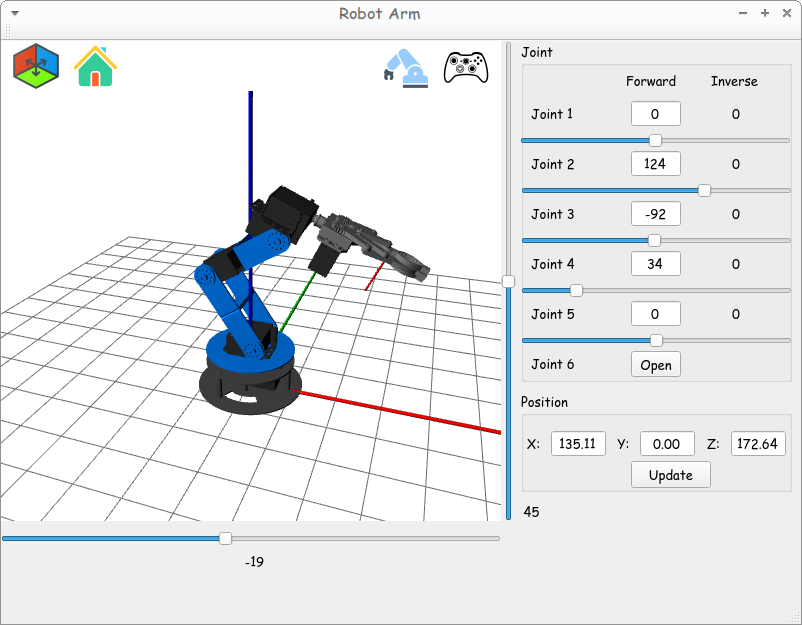 Robot Arm
Joint
Forward Inverse
Joint 1 0 0
Joint 2 124 0
Joint 3 -92 0
Joint 4 34 0
Joint 5 0 0
Joint 6 Open
Position
X: 135.11 Y: 0.00 Z: 172.64
Update
45
-19